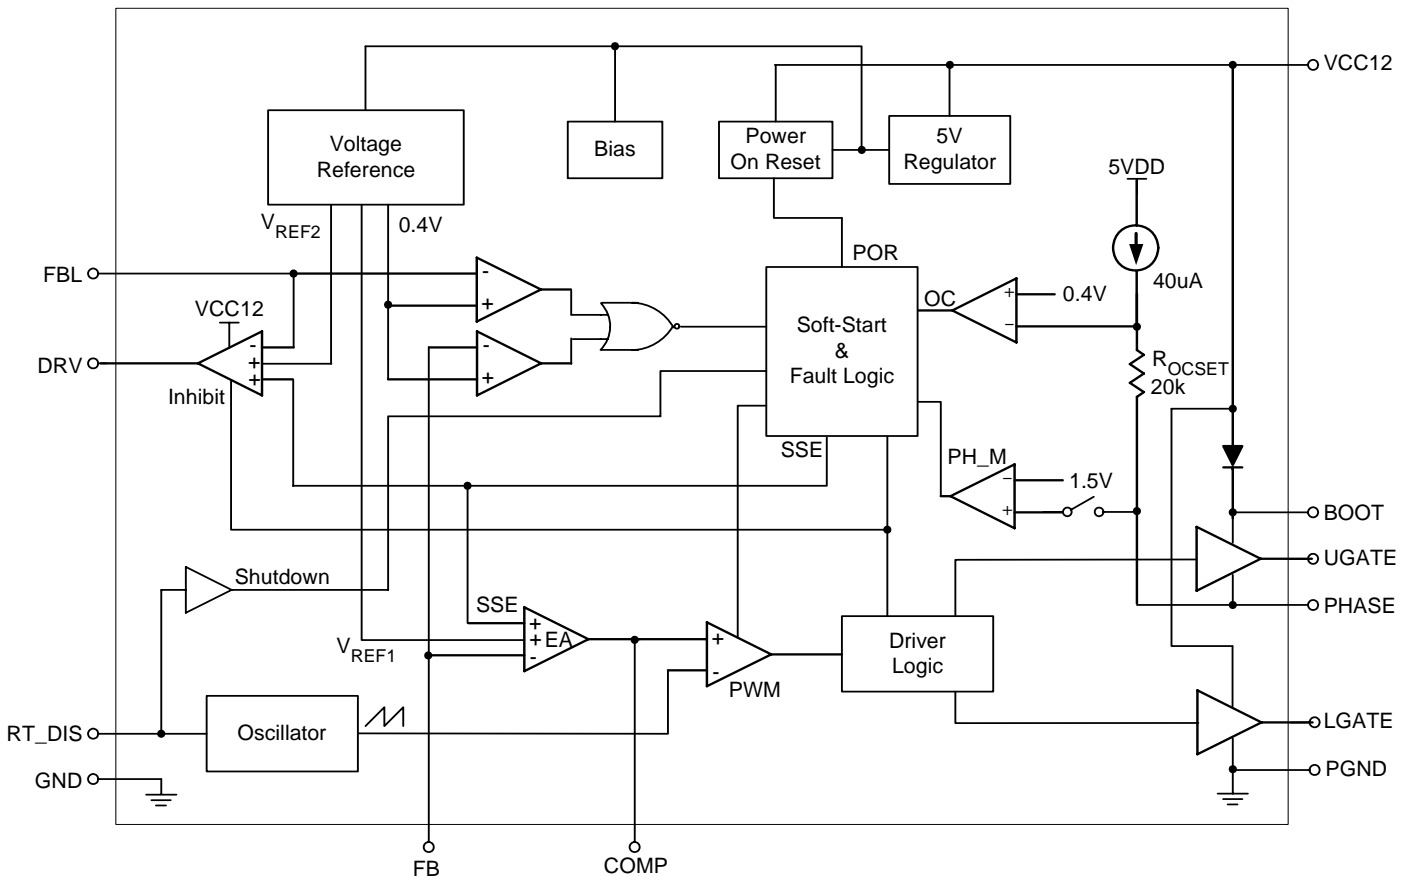 VCC12
Voltage
Reference
Bias
Power
On Reset
5V
Regulator
5VDD
VREF2
0.4V
POR
FBL
-
+
40uA
OC
+
-
0.4V
VCC12
Soft-Start
&
Fault Logic
DRV
-
+
+
Inhibit
-
+
ROCSET
20k
SSE
PH_M
-
+
1.5V
BOOT
UGATE
Shutdown
SSE
PHASE
+
+
-
EA
VREF1
+
-
PWM
Driver
Logic
RT_DIS
Oscillator
LGATE
GND
PGND
FB
COMP